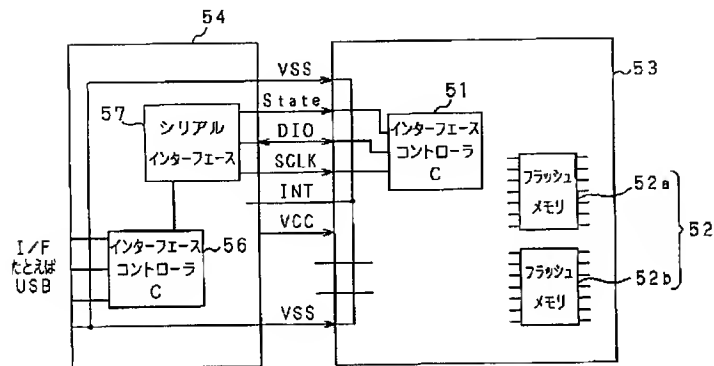 54
VSS
53
State
51
57
シリアル
インターフェース
DIO
インターフェース
コントローラ
C
SCLK
INT
フラッシュ
メモリ
52a
52
VCC
I/F
たとえば
USB
インターフェース
コントローラ
C
56
フラッシュ
メモリ
52b
VSS